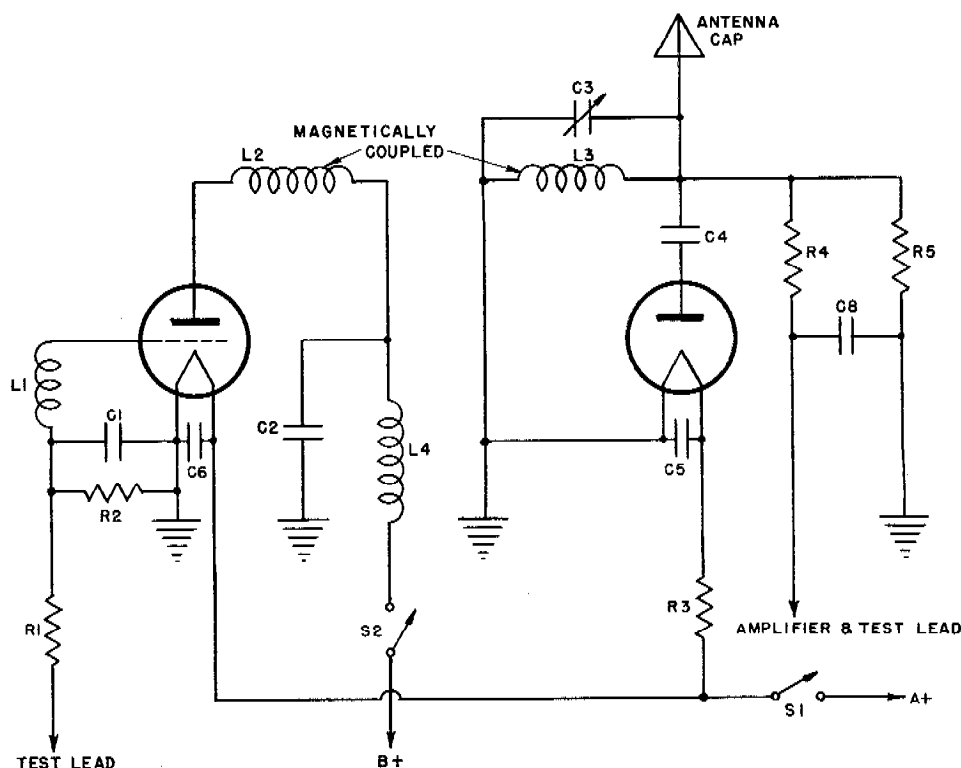 ANTENNA
CAP
C3
MAGNETICALLY
COUPLED
L2
L3
C4
R4
R5
C8
L1
C1
C6
R2
C2
L4
C5
R1
S2
R3
AMPLIFIER & TEST LEAD
S1
A+
TEST LEAD
B+